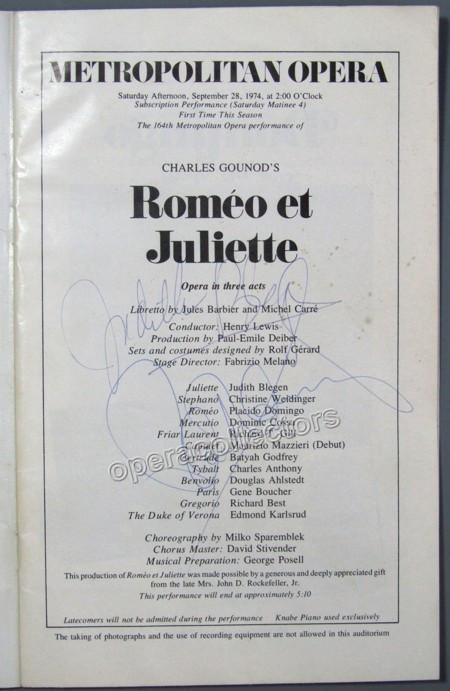 METROPOLITAN OPERA
Saturday Afternoon, September 28, 1974, at 2:00 O'Clock
Subscription Performance (Saturday Matinee 4)
First Time This Season
The 164th Metropolitan Opera performance of
CHARLES GOUNOD'S
Roméo et
Juliette
Opera in three acts
Libretto by Jules Barbier and Michel Carré
Conductor: Henry Lewis
Production by Paul-Emile Deiber
Sets and costumes designed by Rolf Gérard
Stage Director: Fabrizio Melano
Judith Blegen
Juliette Judith Blegen
Stephano Christine Weidinger
Roméo Placido Domingo
Mercutio Dominic Cossa
Friar Laurent Richard T. Gill
Capulet Maurizio Mazzieri (Debut)
operacollectors
Gertrude Batyah Godfrey
Tybalt Charles Anthony
Benvolio Douglas Ahlstedt
Paris Gene Boucher
Gregorio Richard Best
The Duke of Verona Edmond Karlsrud
Choreography by Milko Sparemblek
Chorus Master: David Stivender
Musical Preparation: George Posell
This production of Roméo et Juliette was made possible by a generous and deeply appreciated gift
from the late Mrs. John D. Rockefeller, Jr.
This performance will end at approximately 5:10
Latecomers will not be admitted during the performance Knabe Piano used exclusively
The taking of photographs and the use of recording equipment are not allowed in this auditorium